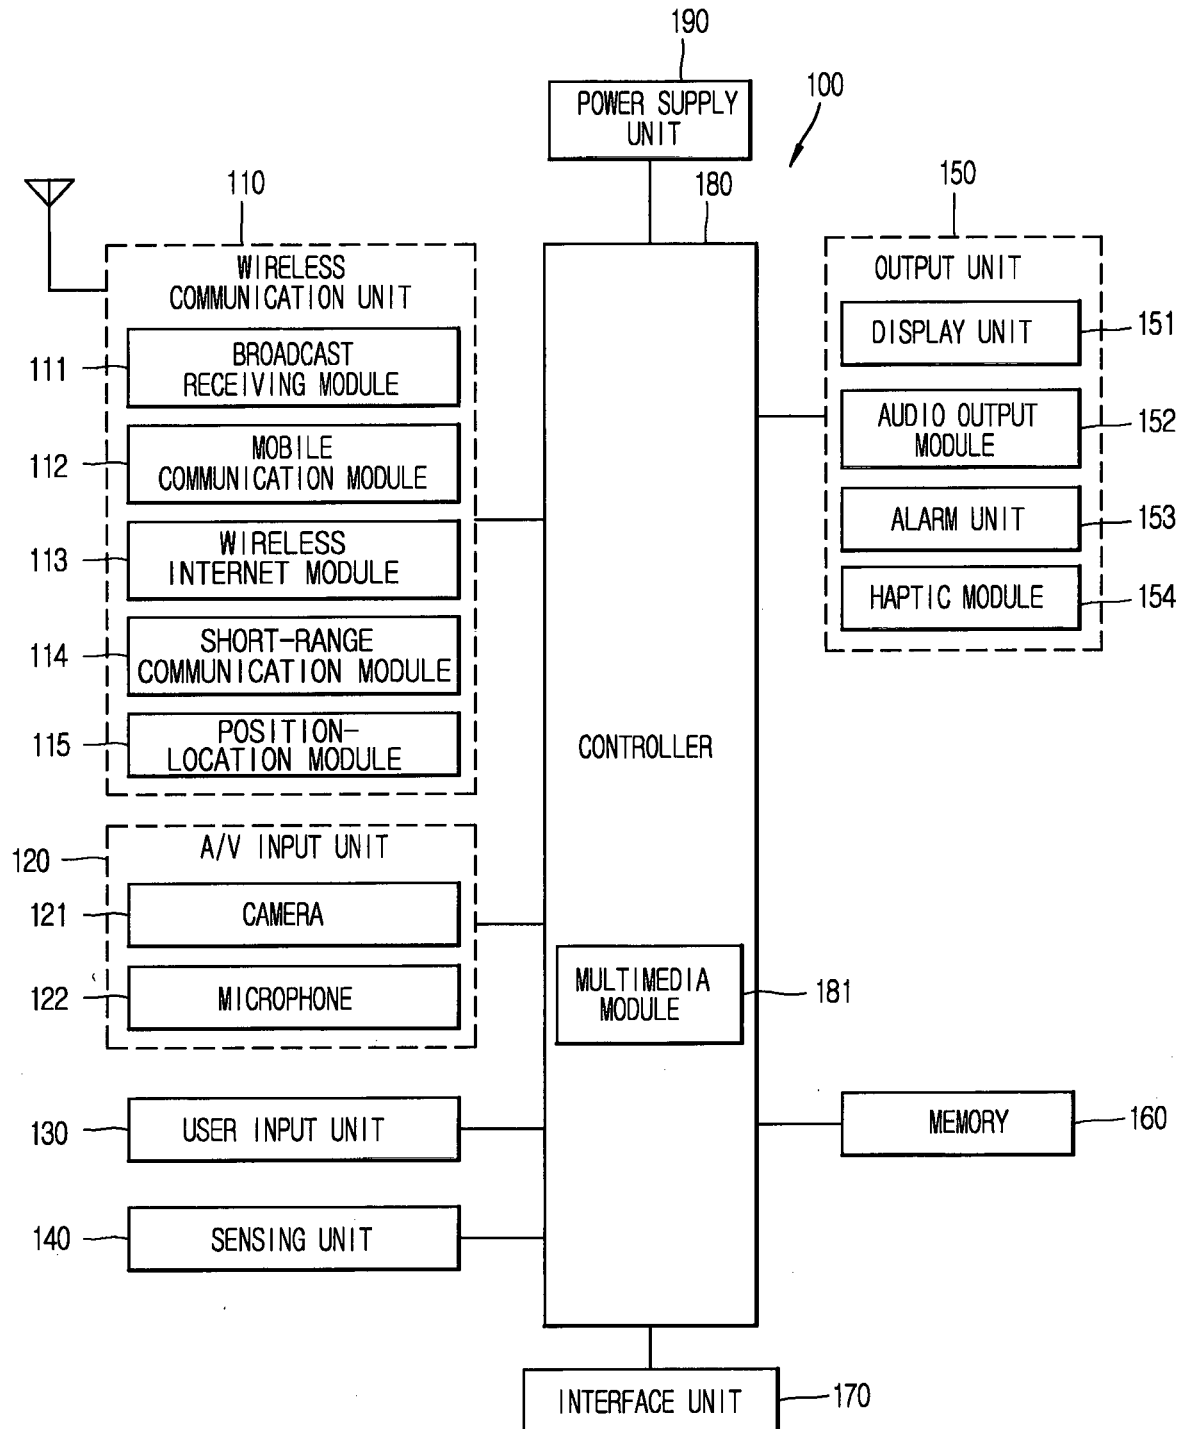 190
POWER SUPPLY
UNIT
100
180
110
WIRELESS
COMMUNICATION UNIT
111
BROADCAST
RECEIVING MODULE
112
MOBILE
COMMUNICATION MODULE
113
WIRELESS
INTERNET MODULE
114
SHORT-RANGE
COMMUNICATION MODULE
115
POSITION-
LOCATION MODULE
120
A/V INPUT UNIT
121
CAMERA
122
MICROPHONE
130
USER INPUT UNIT
140
SENSING UNIT
CONTROLLER
MULTIMEDIA
MODULE
181
150
OUTPUT UNIT
DISPLAY UNIT
151
AUDIO OUTPUT
MODULE
152
ALARM UNIT
153
HAPTIC MODULE
154
MEMORY
160
INTERFACE UNIT
170